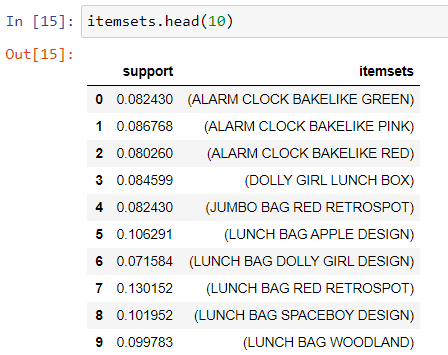 In [15]: itemsets.head(10)
Out[15]:
support itemsets
0 0.082430 (ALARM CLOCK BAKELIKE GREEN)
1 0.086768 (ALARM CLOCK BAKELIKE PINK)
2 0.080260 (ALARM CLOCK BAKELIKE RED)
3 0.084599 (DOLLY GIRL LUNCH BOX)
4 0.082430 (JUMBO BAG RED RETROSPOT)
5 0.106291 (LUNCH BAG APPLE DESIGN)
6 0.071584 (LUNCH BAG DOLLY GIRL DESIGN)
7 0.130152 (LUNCH BAG RED RETROSPOT)
8 0.101952 (LUNCH BAG SPACEBOY DESIGN)
9 0.099783 (LUNCH BAG WOODLAND)